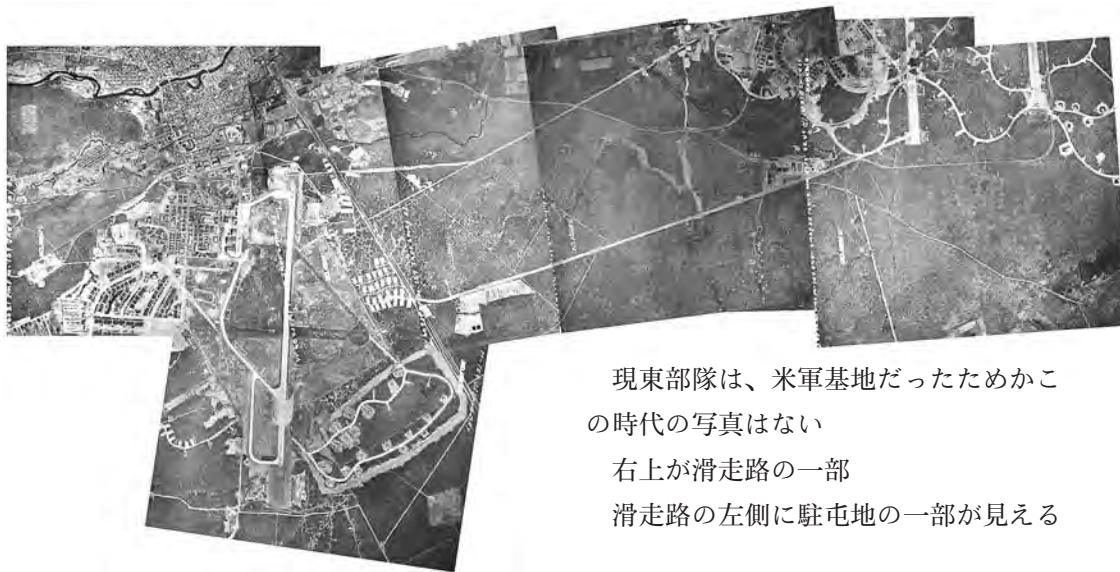 現東部隊は、米軍基地だったためかこ
の時代の写真はない
右上が滑走路の一部
滑走路の左側に駐屯地の一部が見える